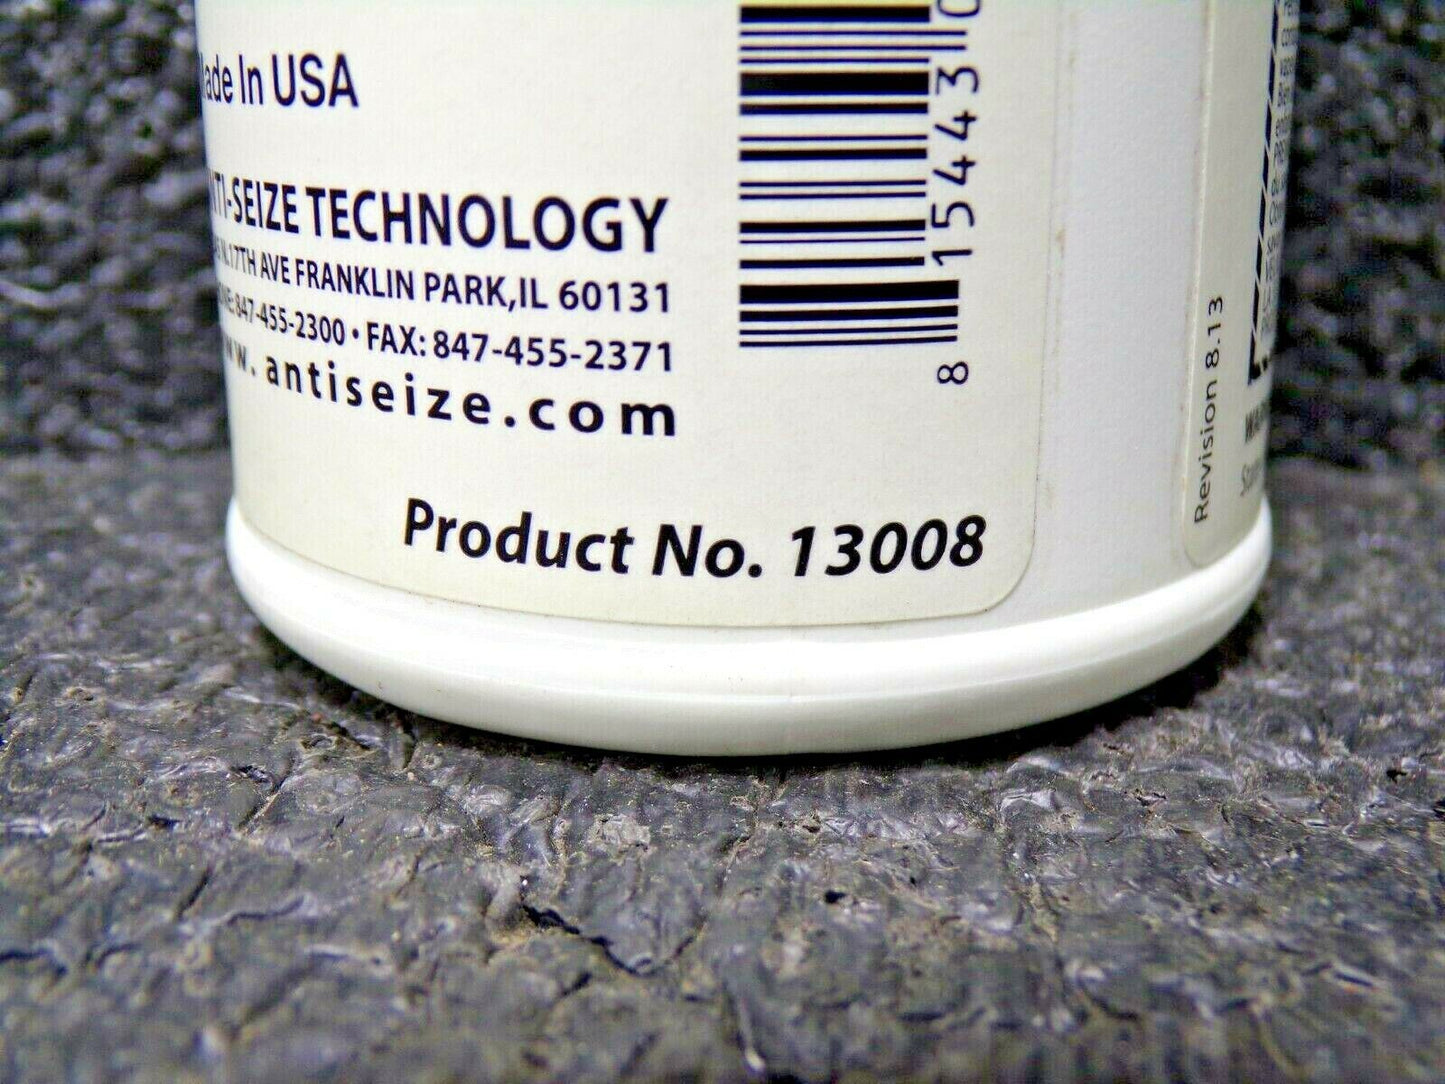 Made In USA
ANTI-SEIZE TECHNOLOGY
N.17TH AVE FRANKLIN PARK,IL 60131
847-455-2300 • FAX: 847-455-2371
www. antiseize.com
Product No. 13008
8 15443 0
Revision 8.13